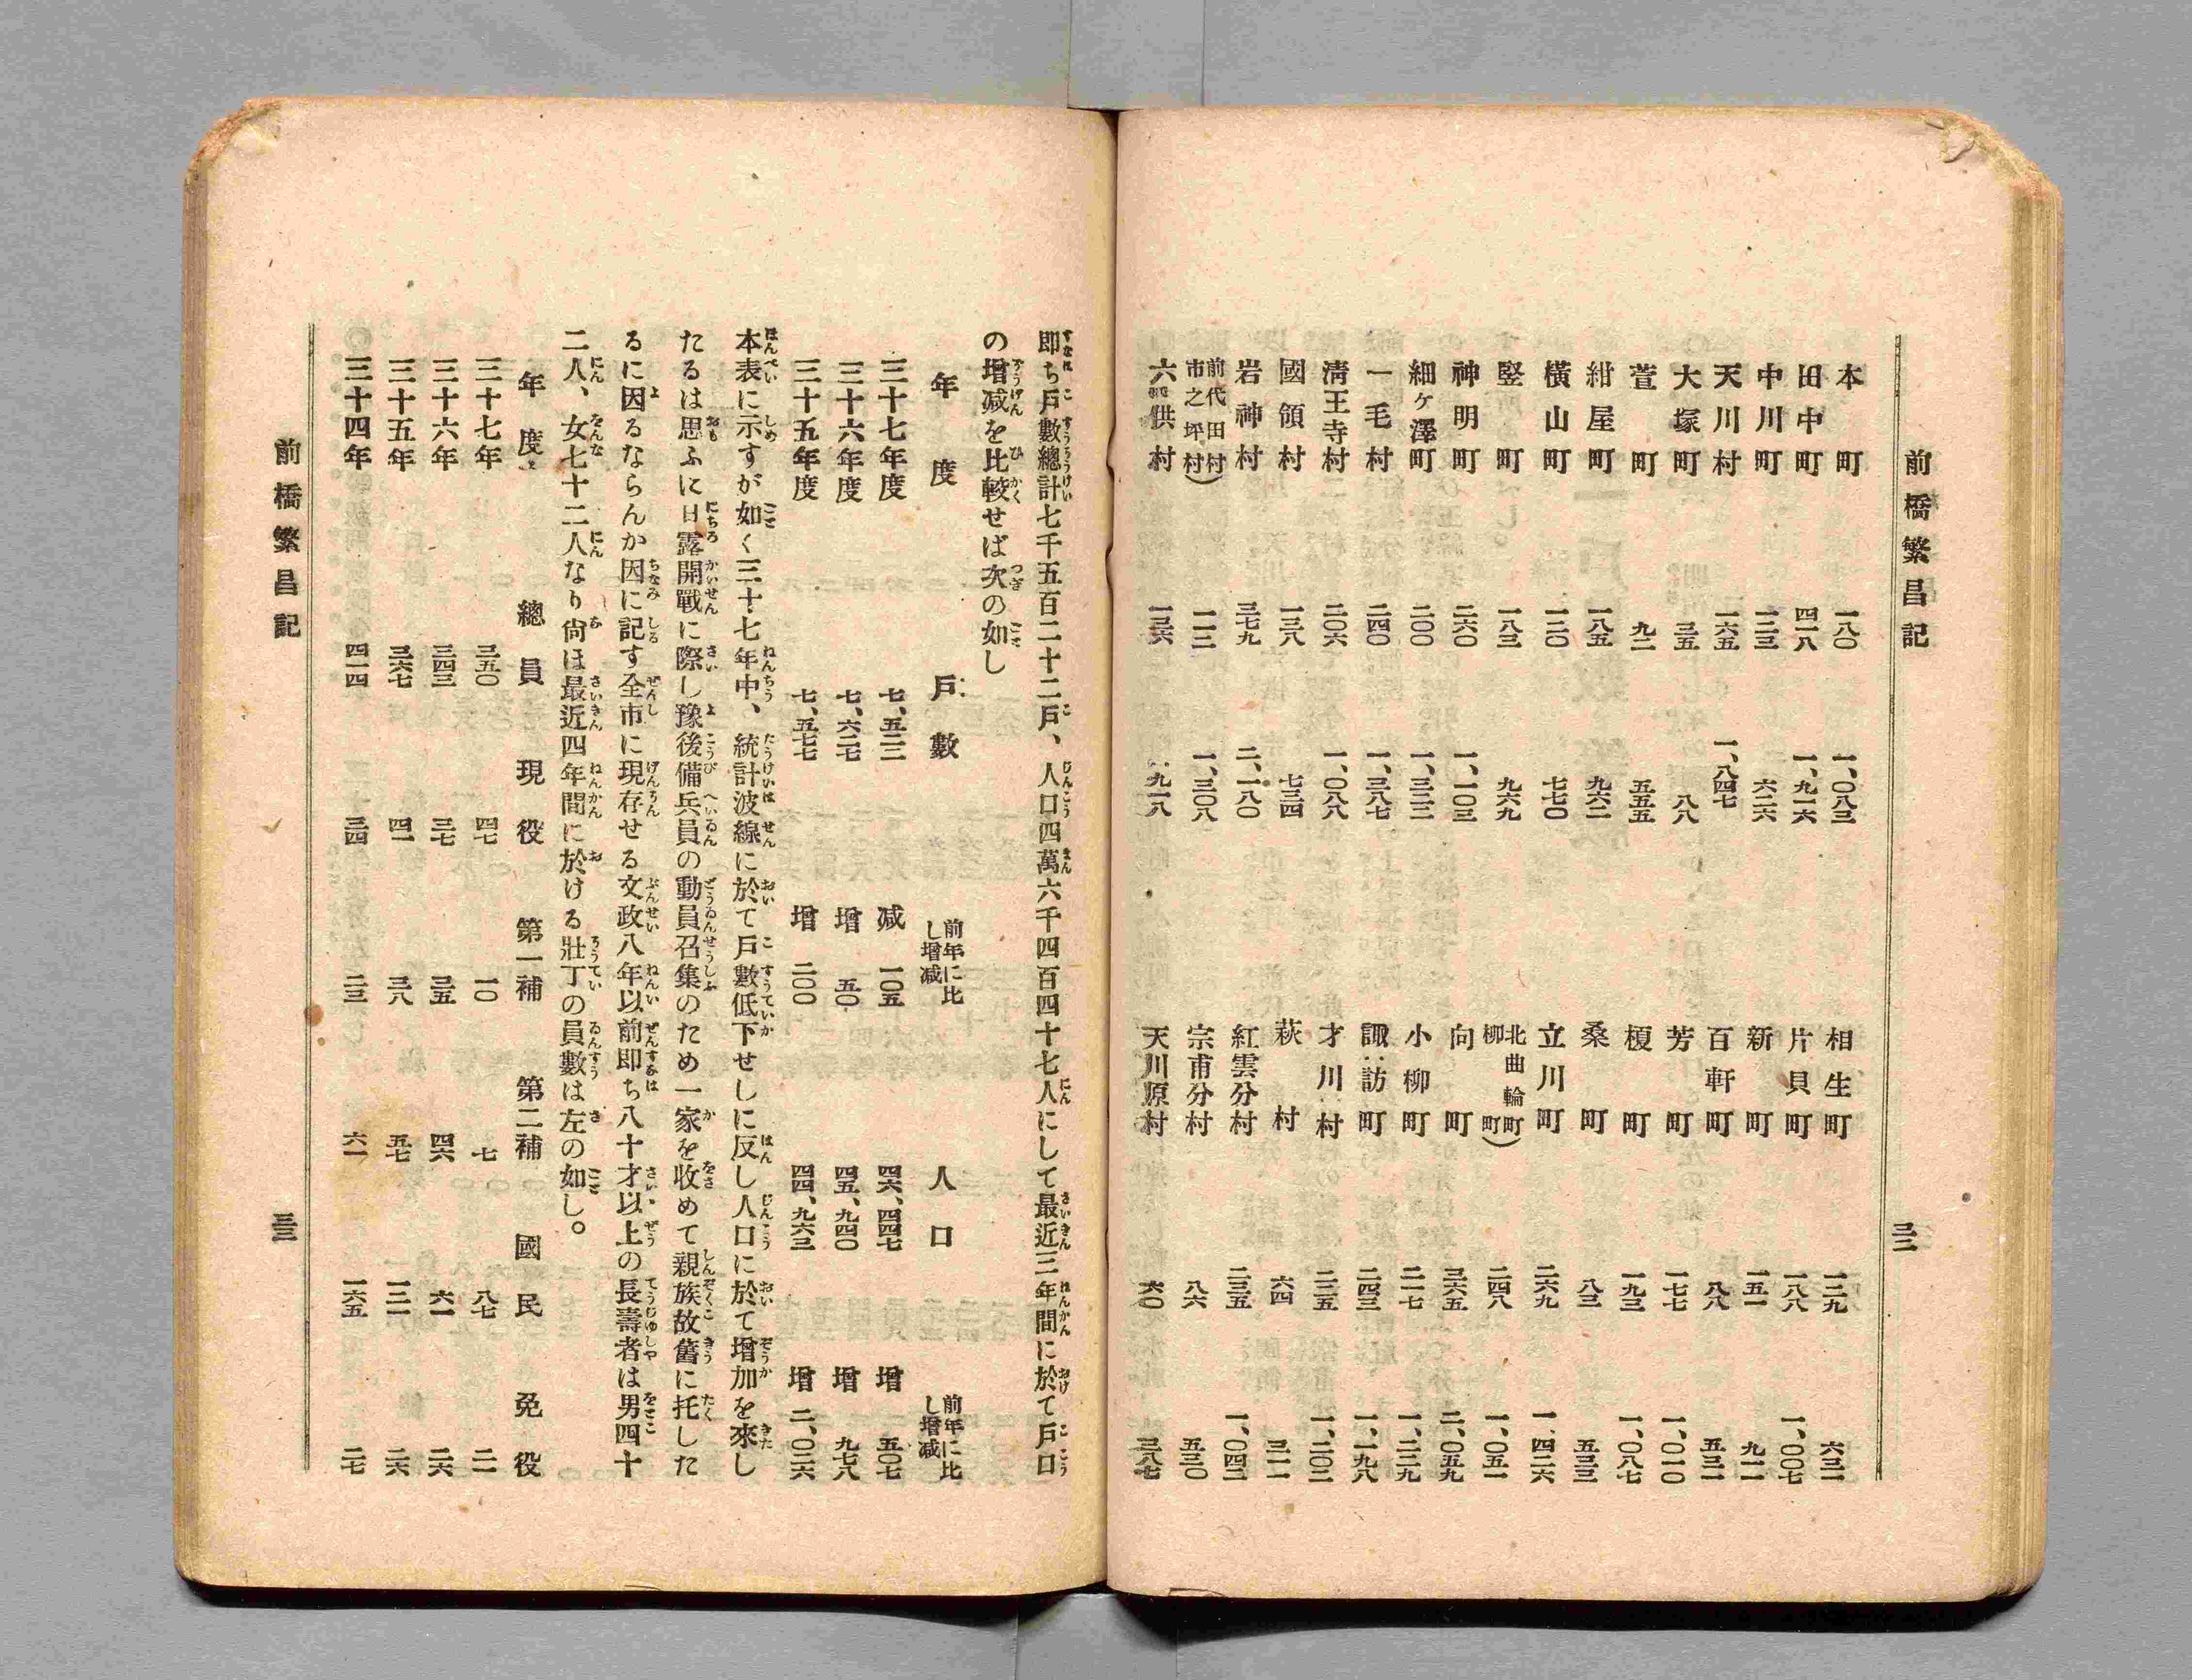 前橋繁昌記
三二
本町 一八〇 一、〇八三
田中町 四一八 一、九一六
中川町 一二三 六二六
天川村 二六五 一、八四七
大塚町 三五 八八
萱町 九二 五五五
紺屋町 一八五 九六二
横山町 一二〇 七七〇
竪町 一八三 九六九
神明町 二六〇 一、一〇三
細ヶ澤町 二〇〇 一、三三二
一毛村 二四〇 一、三八七
淸王寺村 二〇六 一、〇八八
國領村 一三八 七三四
岩神村 三七九 二、一八〇
前代田村
市之坪村) 二一二 一、三〇八
六供村 一三六 九一八
相生町 一二九 六三二
片貝町 一八八 一、〇〇七
新町 一五一 九二一
百軒町 八八 五三二
芳町 一七七 一、〇一〇
榎町 一九三 一、〇八七
桑町 八三 五三三
立川町 二六九 一、四二六
北曲輪町
柳町) 二四八 一、〇五二
向町 三六五 二、〇五九
小柳町 二一七 一、二二九
諏訪町 二四三 一、一九八
才川村 二三五 一、二〇二
萩村 六四 三一一
紅雲分村 二三五 一、〇四二
宗甫分村 八六 五三〇
天川原村 六〇 三八七
即ち戶數總計七千五百二十二戶、人口四萬六千四百四十七人にして最近三年間に於て戶口
の增減を比較せば次の如し
年度 戶數 前年に比し增減 人口 前年に比し增減
三十七年度 七、五二二 減 一〇五 四六、四四七 增 五〇七
三十六年度 七、六二七 增 五〇 四五、九四〇 增 九七八
三十五年度 七、五七七 增 二〇〇 四四、九六三 增 二、〇二六
本表に示すが如く三十七年中、統計波線に於て戶數低下せしに反し人口に於て增加を來し
たるは思ふに日露開戰に際し豫後備兵員の動員召集のため一家を收めて親族故舊に托した
るに因るならんか因に記す全市に現存せる文政八年以前即ち八十才以上の長壽者は男四十
二人、女七十二人なり尙ほ最近四年間に於ける壯丁の員數は左の如し。
年度 總員 現役 第一補 第二補 國民 免役
三十七年 三五〇 四七 一〇 七 八七 二一
三十六年 三四三 三七 三五 四六 六一 二六
三十五年 三六七 四一 三八 五七 一三一 二六
三十四年 四一四 三四 二三 六一 一六五 二七
前橋繁昌記
三三